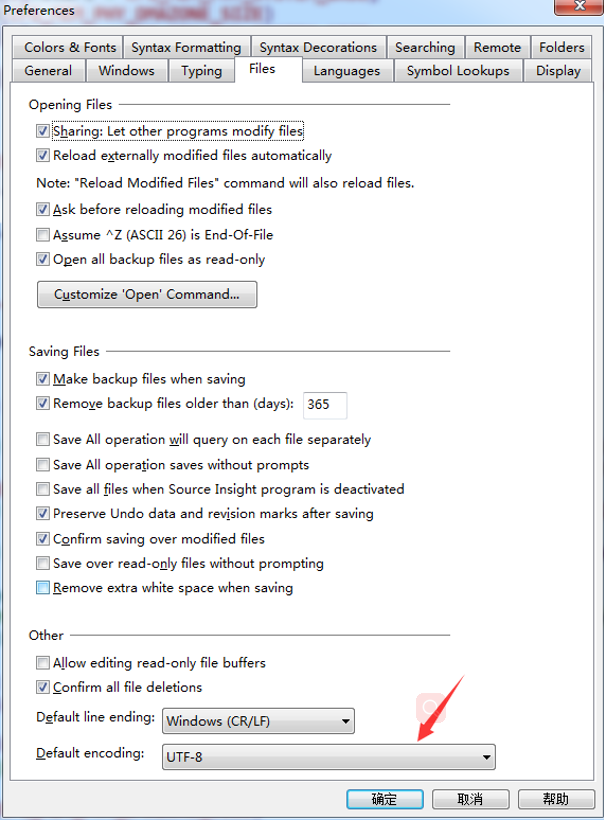 Preferences
Colors & Fonts Syntax Formatting Syntax Decorations Searching Remote Folders
General Windows Typing Files Languages Symbol Lookups Display
Opening Files
Sharing: Let other programs modify files
Reload externally modified files automatically
Note: "Reload Modified Files" command will also reload files.
Ask before reloading modified files
Assume ^Z (ASCII 26) is End-Of-File
Open all backup files as read-only
Customize 'Open' Command...
Saving Files
Make backup files when saving
Remove backup files older than (days): 365
Save All operation will query on each file separately
Save All operation saves without prompts
Save all files when Source Insight program is deactivated
Preserve Undo data and revision marks after saving
Confirm saving over modified files
Save over read-only files without prompting
Remove extra white space when saving
Other
Allow editing read-only file buffers
Confirm all file deletions
Default line ending: Windows (CR/LF)
Default encoding: UTF-8
确定 取消 帮助